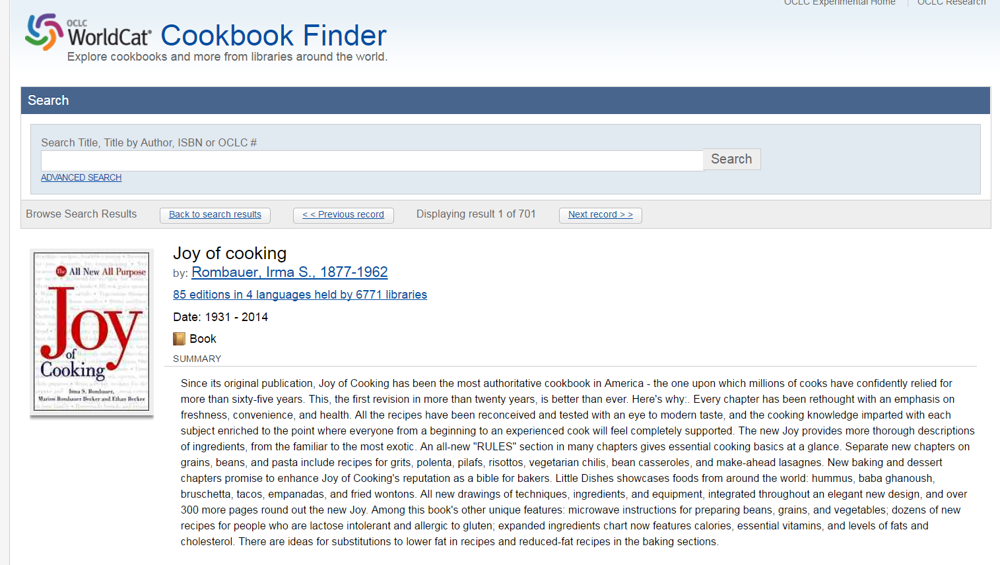 OCLC Experimental Home | OCLC Research
OCLC
WorldCat® Cookbook Finder
Explore cookbooks and more from libraries around the world.
Search
Search Title, Title by Author, ISBN or OCLC #
Search
ADVANCED SEARCH
Browse Search Results Back to search results < < Previous record Displaying result 1 of 701 Next record > >
The All New All Purpose
Joy
of
Cooking
Irma S. Rombauer,
Marion Rombauer Becker and Ethan Becker
Joy of cooking
by: Rombauer, Irma S., 1877-1962
85 editions in 4 languages held by 6771 libraries
Date: 1931 - 2014
Book
SUMMARY
Since its original publication, Joy of Cooking has been the most authoritative cookbook in America - the one upon which millions of cooks have confidently relied for
more than sixty-five years. This, the first revision in more than twenty years, is better than ever. Here's why:. Every chapter has been rethought with an emphasis on
freshness, convenience, and health. All the recipes have been reconceived and tested with an eye to modern taste, and the cooking knowledge imparted with each
subject enriched to the point where everyone from a beginning to an experienced cook will feel completely supported. The new Joy provides more thorough descriptions
of ingredients, from the familiar to the most exotic. An all-new "RULES" section in many chapters gives essential cooking basics at a glance. Separate new chapters on
grains, beans, and pasta include recipes for grits, polenta, pilafs, risottos, vegetarian chilis, bean casseroles, and make-ahead lasagnes. New baking and dessert
chapters promise to enhance Joy of Cooking's reputation as a bible for bakers. Little Dishes showcases foods from around the world: hummus, baba ghanoush,
bruschetta, tacos, empanadas, and fried wontons. All new drawings of techniques, ingredients, and equipment, integrated throughout an elegant new design, and over
300 more pages round out the new Joy. Among this book's other unique features: microwave instructions for preparing beans, grains, and vegetables; dozens of new
recipes for people who are lactose intolerant and allergic to gluten; expanded ingredients chart now features calories, essential vitamins, and levels of fats and
cholesterol. There are ideas for substitutions to lower fat in recipes and reduced-fat recipes in the baking sections.